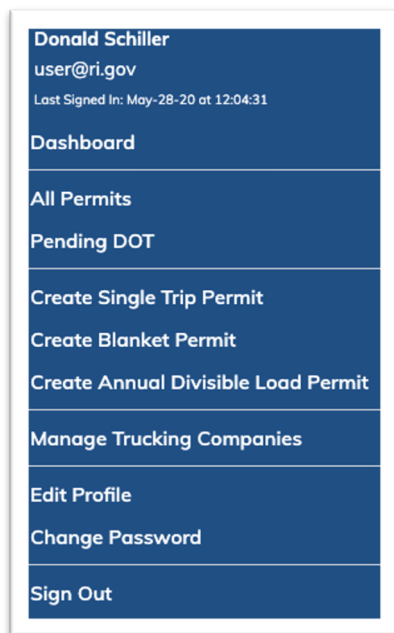 Donald Schiller
user@ri.gov
Last Signed In: May-28-20 at 12:04:31
Dashboard
All Permits
Pending DOT
Create Single Trip Permit
Create Blanket Permit
Create Annual Divisible Load Permit
Manage Trucking Companies
Edit Profile
Change Password
Sign Out